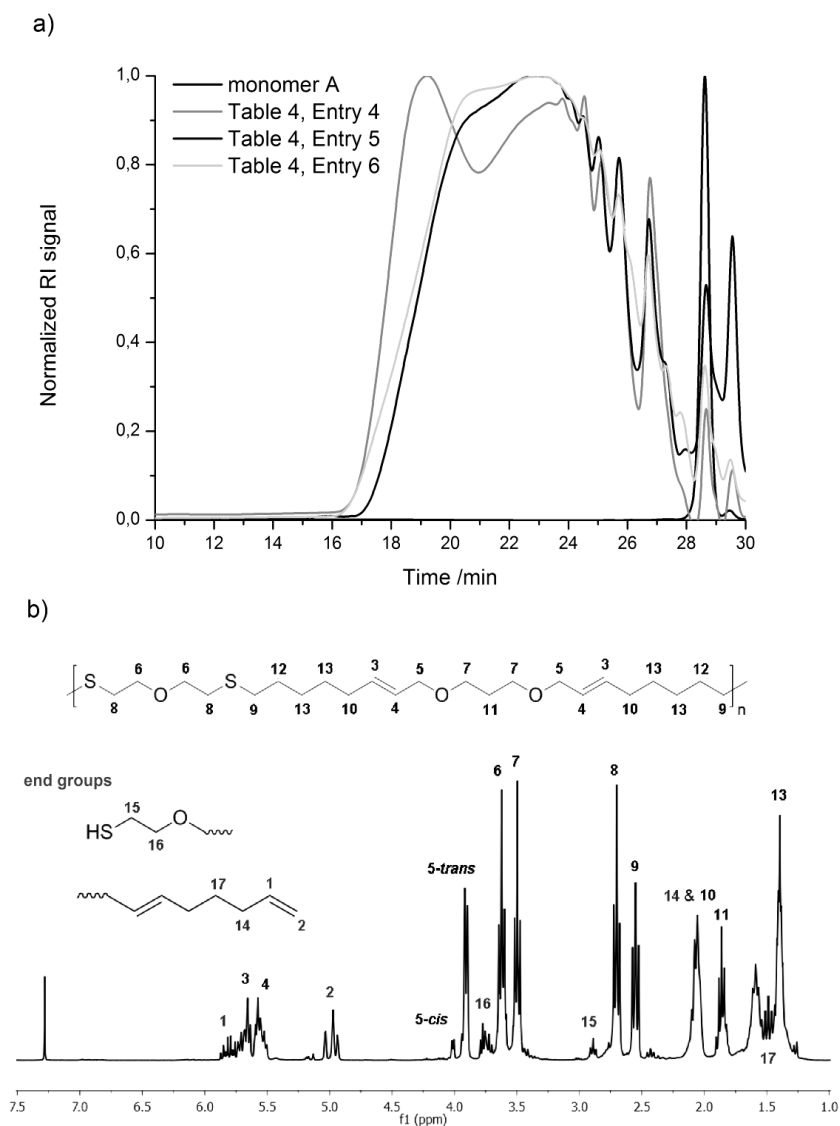 a)
monomer A
Table 4, Entry 4
Table 4, Entry 5
Table 4, Entry 6
Normalized RI signal
1,0
0,8
0,6
0,4
0,2
0,0
10 12 14 16 18 20 22 24 26 28 30
Time /min
b)
6 6 12 13 3 5 7 7 5 3 13 12
S O S O O
8 8 9 13 10 4 11 4 10 13 9 n
end groups
15
HS O
16
17 1
14 2
1 3 4 2 5-cis 5-trans 16 6 7 15 8 9 14 & 10 11 17 13
7.5 7.0 6.5 6.0 5.5 5.0 4.5 4.0 3.5 3.0 2.5 2.0 1.5 1.0
f1 (ppm)